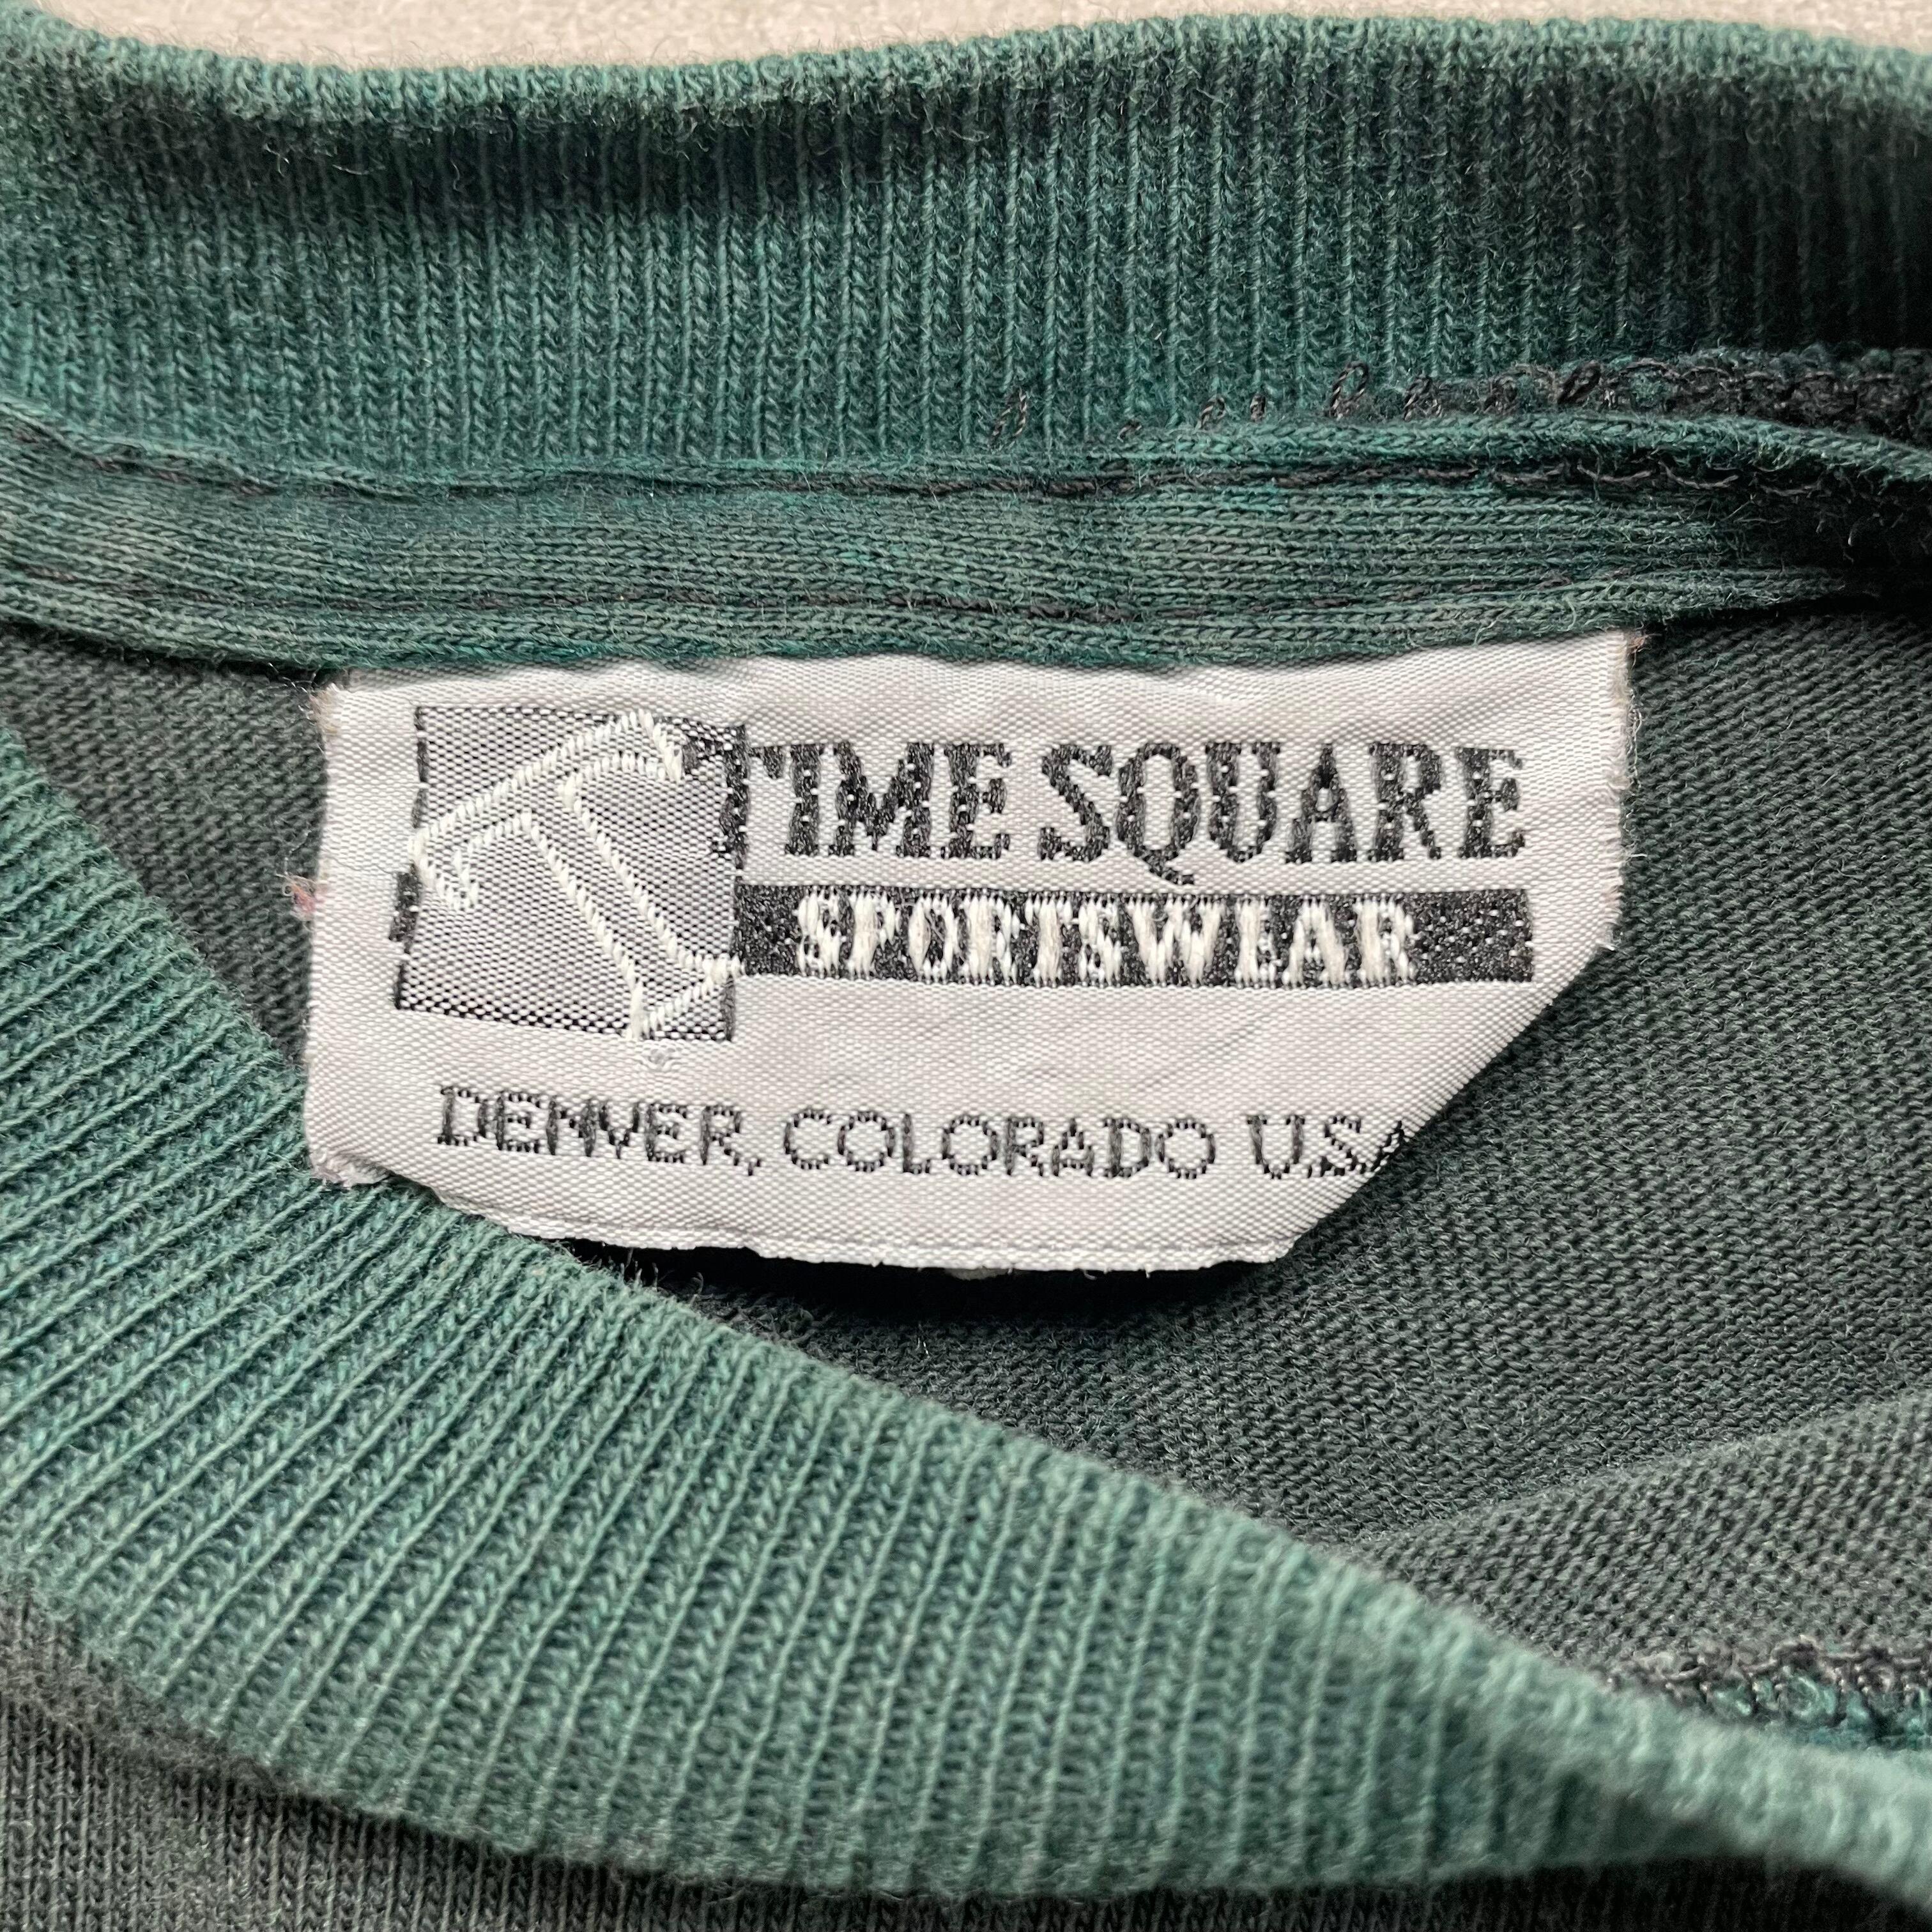 T
TIME SQUARE
SPORTSWEAR
DENVER, COLORADO U.S.A